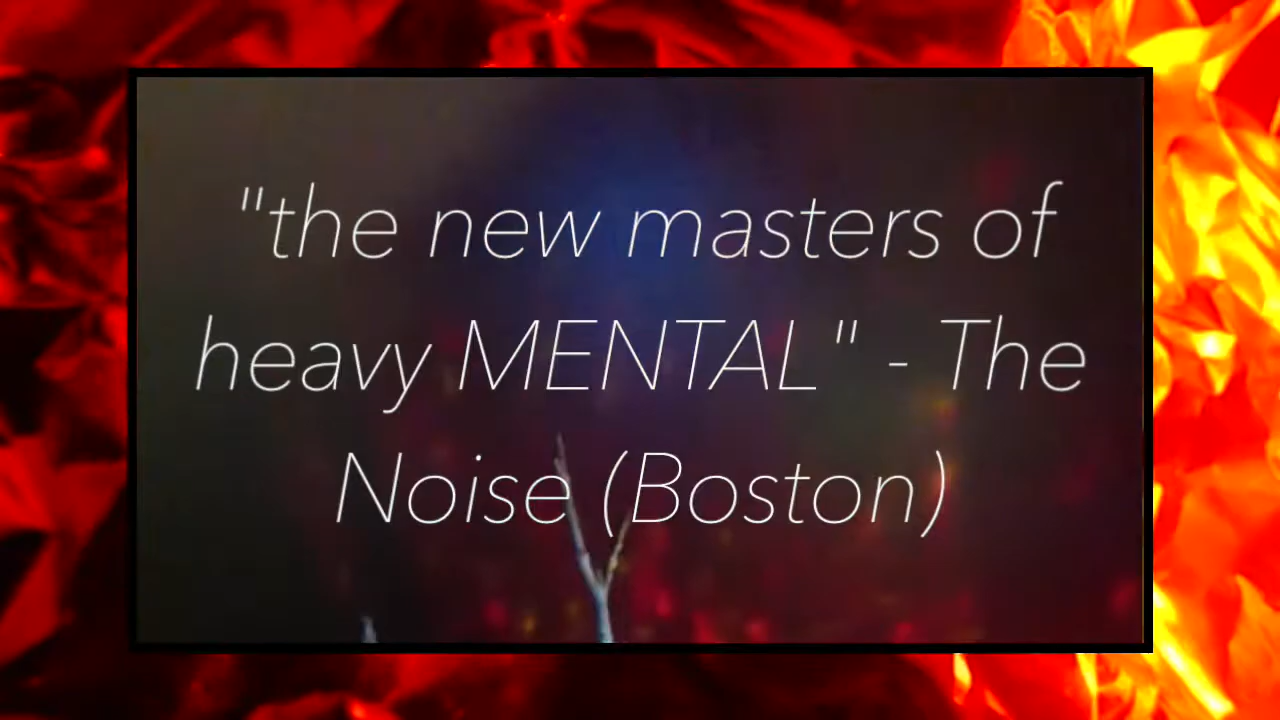 "the new masters of
heavy MENTAL" - The
Noise (Boston)